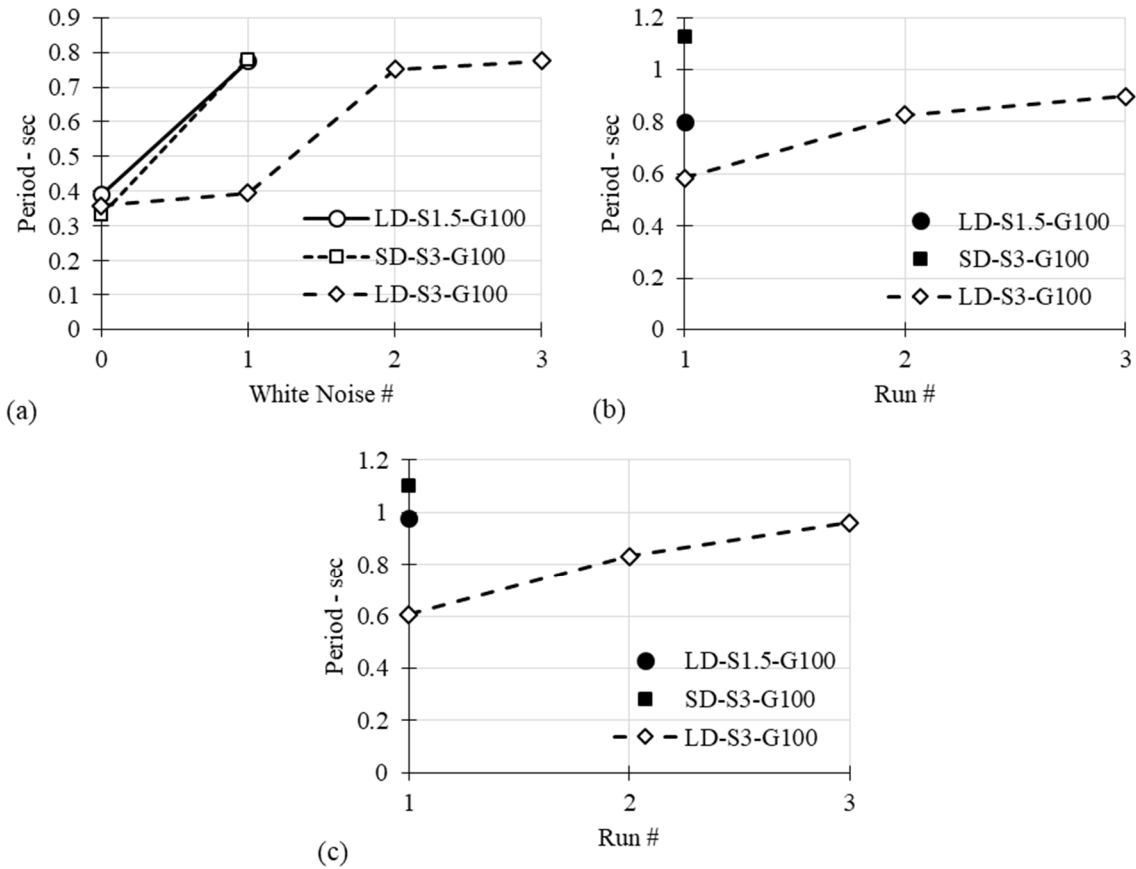 0.9
0.8
0.7
0.6
0.5
0.4
0.3
0.2
0.1
0
Period - sec
LD-S1.5-G100
SD-S3-G100
LD-S3-G100
0 1 2 3
White Noise #
(a)
1.2
1
0.8
0.6
0.4
0.2
0
Period - sec
LD-S1.5-G100
SD-S3-G100
LD-S3-G100
1 2 3
Run #
(b)
1.2
1
0.8
0.6
0.4
0.2
0
Period - sec
LD-S1.5-G100
SD-S3-G100
LD-S3-G100
1 2 3
Run #
(c)